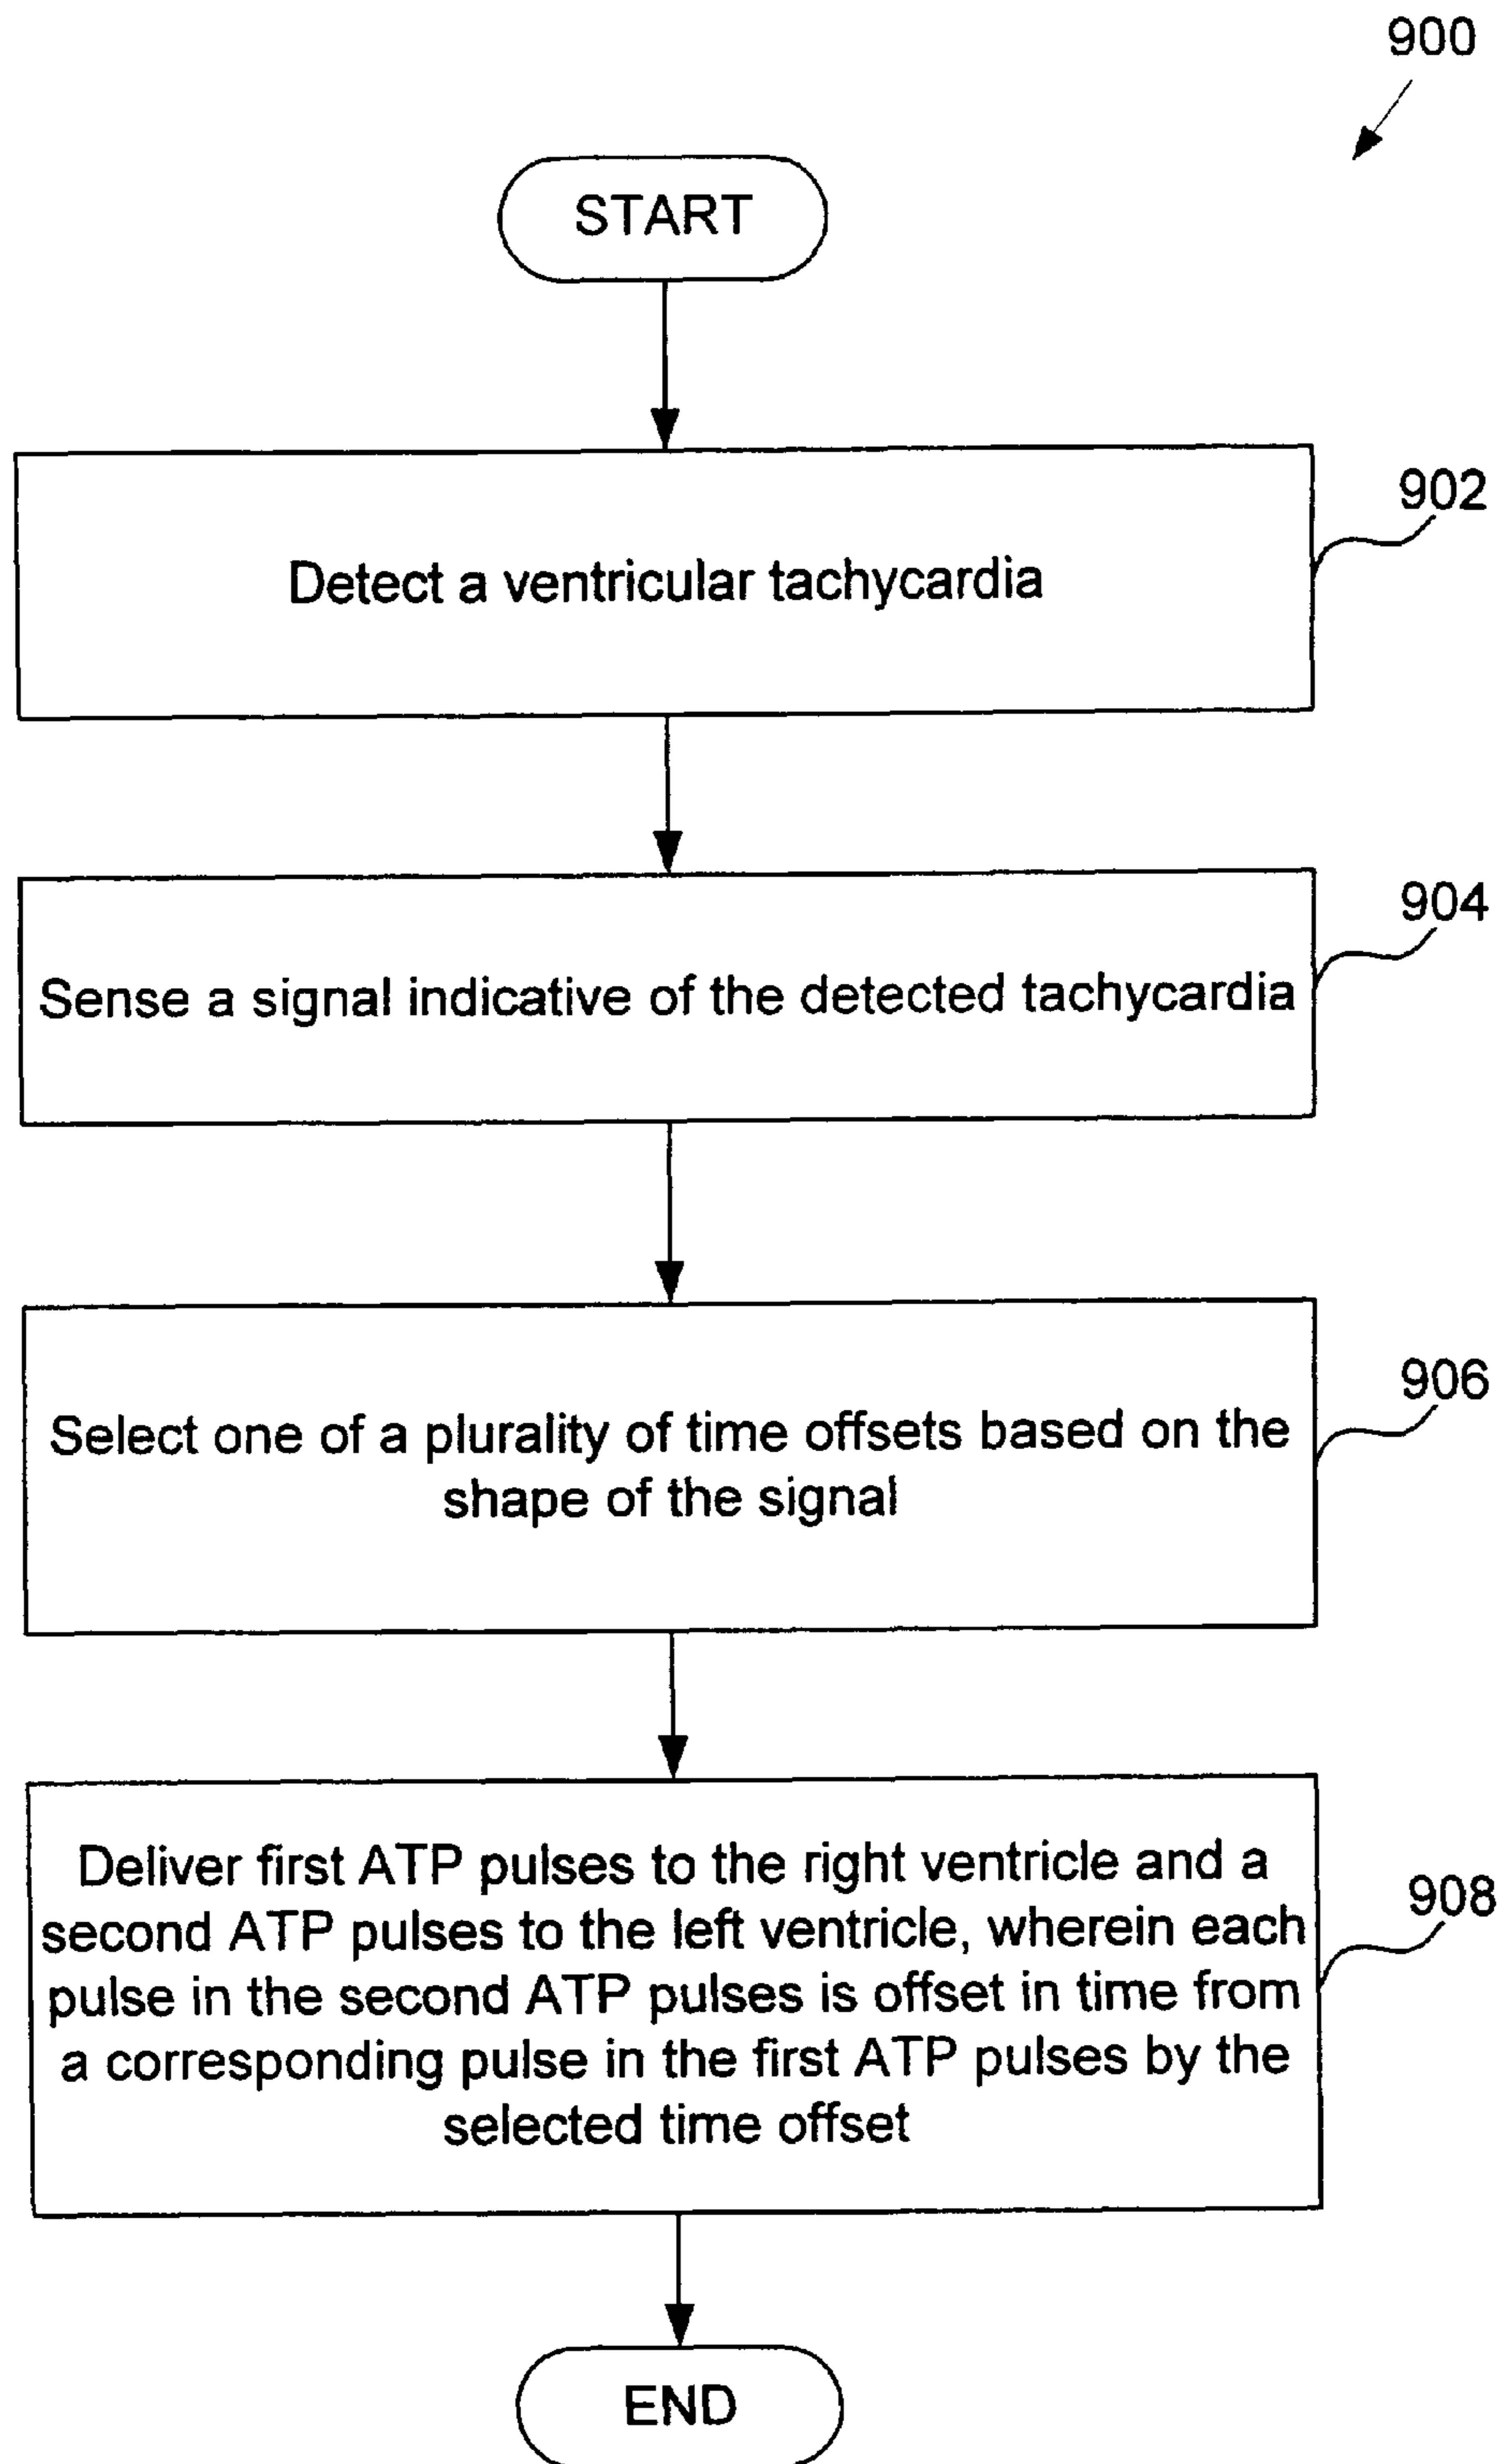 900
START
Detect a ventricular tachycardia
902
Sense a signal indicative of the detected tachycardia
904
Select one of a plurality of time offsets based on the
shape of the signal
906
Deliver first ATP pulses to the right ventricle and a
second ATP pulses to the left ventricle, wherein each
pulse in the second ATP pulses is offset in time from
a corresponding pulse in the first ATP pulses by the
selected time offset
908
END